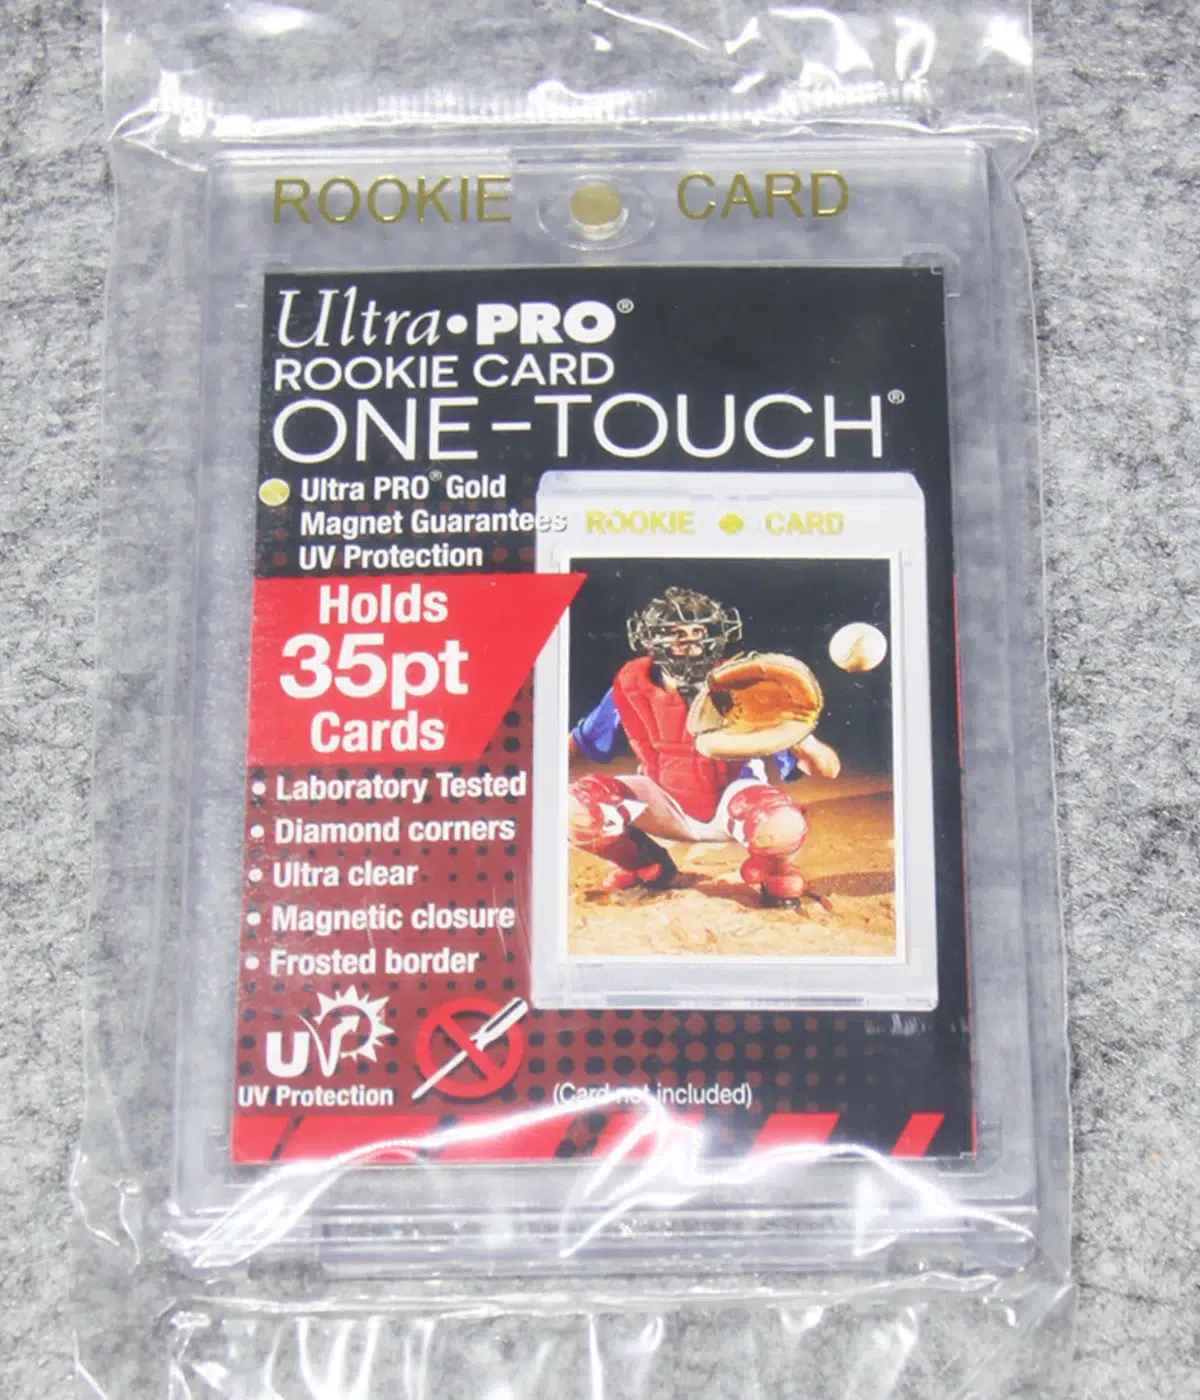 ROOKIE CARD
Ultra•PRO®
ROOKIE CARD
ONE-TOUCH®
Ultra PRO® Gold
Magnet Guarantees
UV Protection
ROOKIE CARD
Holds
35pt
Cards
• Laboratory Tested
• Diamond corners
• Ultra clear
• Magnetic closure
• Frosted border
UV
UV Protection
(Card not included)